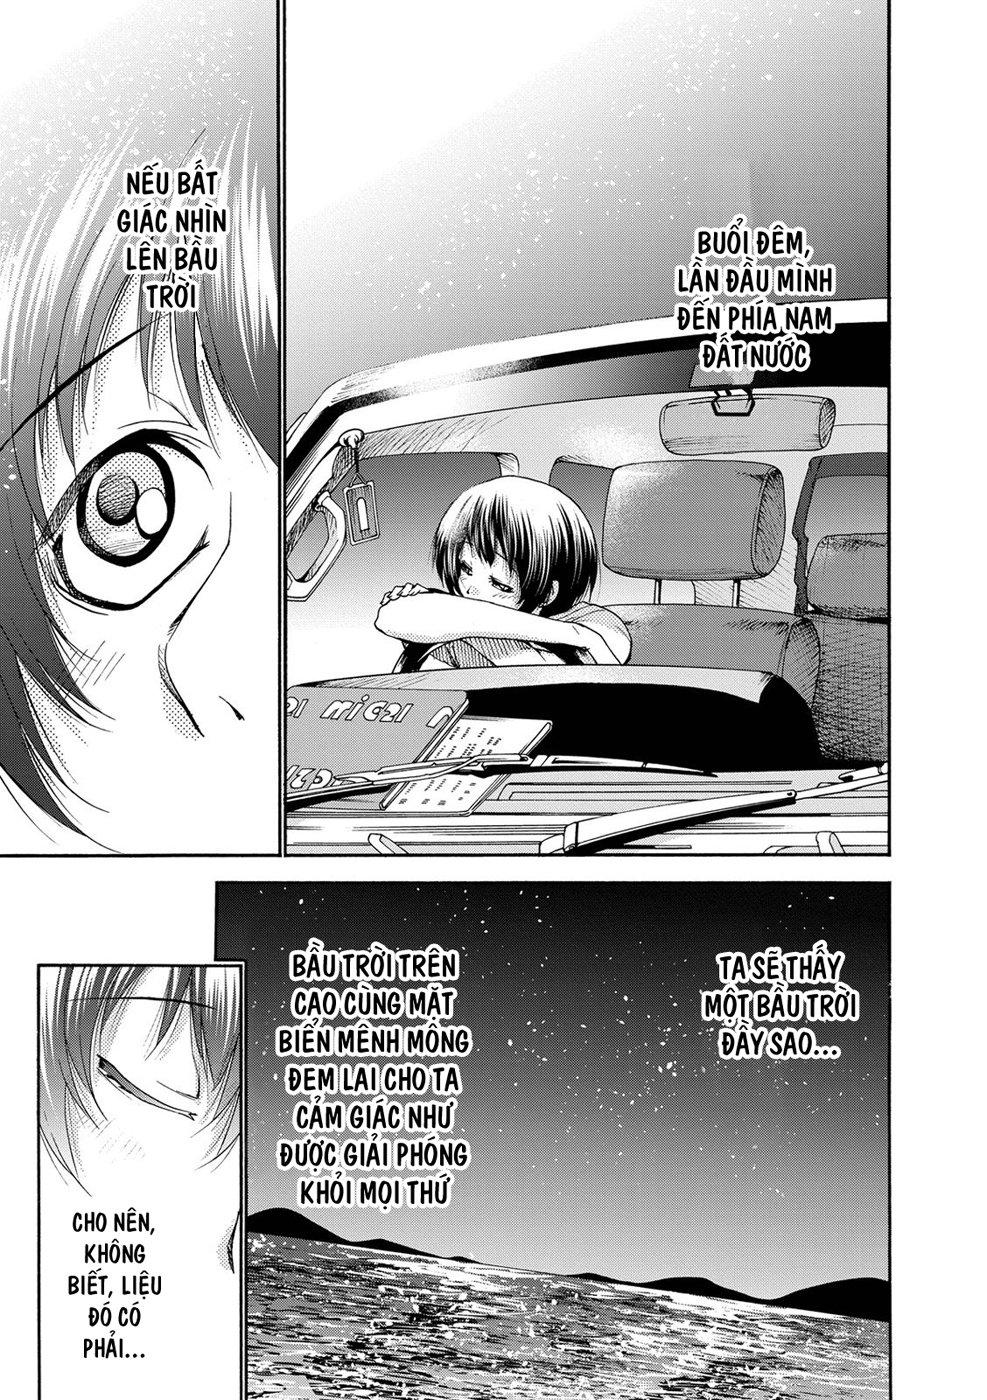 BUỔI ĐÊM,
LẦN ĐẦU MÌNH
ĐẾN PHÍA NAM
ĐẤT NƯỚC
NẾU BẤT
GIÁC NHÌN
LÊN BẦU
TRỜI
MIG21
TA SẼ THẤY
MỘT BẦU TRỜI
ĐẦY SAO...
BẦU TRỜI TRÊN
CAO CÙNG MẶT
BIỂN MÊNH MÔNG
ĐEM LẠI CHO TA
CẢM GIÁC NHƯ
ĐƯỢC GIẢI PHÓNG
KHỎI MỌI THỨ
CHO NÊN,
KHÔNG
BIẾT, LIỆU
ĐÓ CÓ
PHẢI...